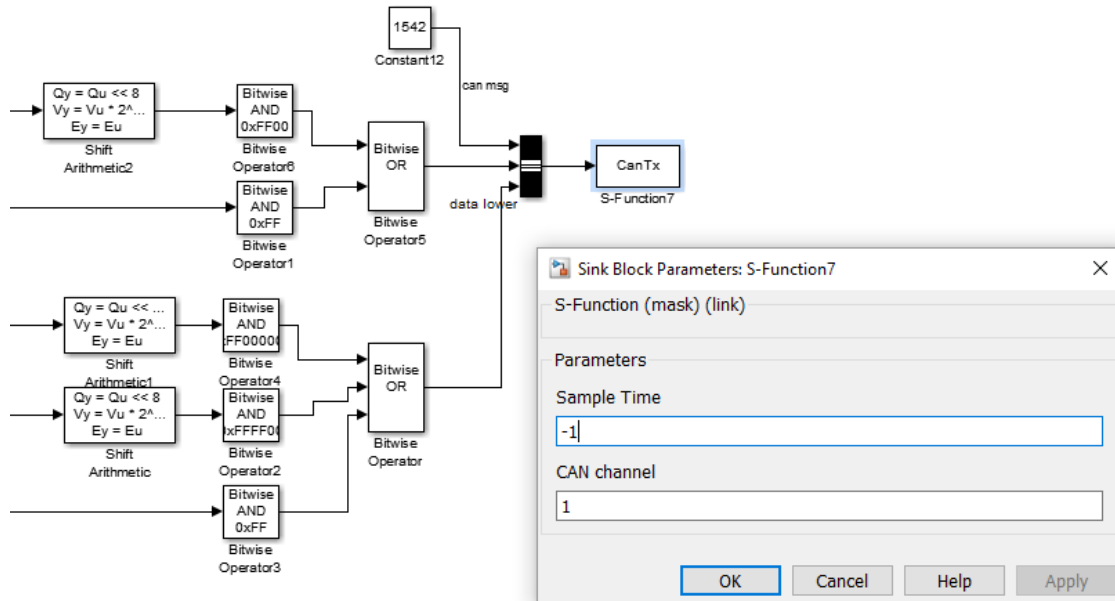 1542
Constant12
can msg
Qy = Qu << 8
Vy = Vu * 2^...
Ey = Eu
Shift
Arithmetic2
Bitwise
AND
0xFF00
Bitwise
Operator6
Bitwise
OR
Bitwise
Operator5
CanTx
S-Function7
data lower
Bitwise
AND
0xFF
Bitwise
Operator1
Qy = Qu << ...
Vy = Vu * 2^...
Ey = Eu
Shift
Arithmetic1
Bitwise
AND
xFF0000
Bitwise
Operator4
Qy = Qu << 8
Vy = Vu * 2^...
Ey = Eu
Shift
Arithmetic
Bitwise
AND
0xFFFF00
Bitwise
Operator2
Bitwise
OR
Bitwise
Operator
Bitwise
AND
0xFF
Bitwise
Operator3
Sink Block Parameters: S-Function7
S-Function (mask) (link)
Parameters
Sample Time
-1
CAN channel
1
OK
Cancel
Help
Apply